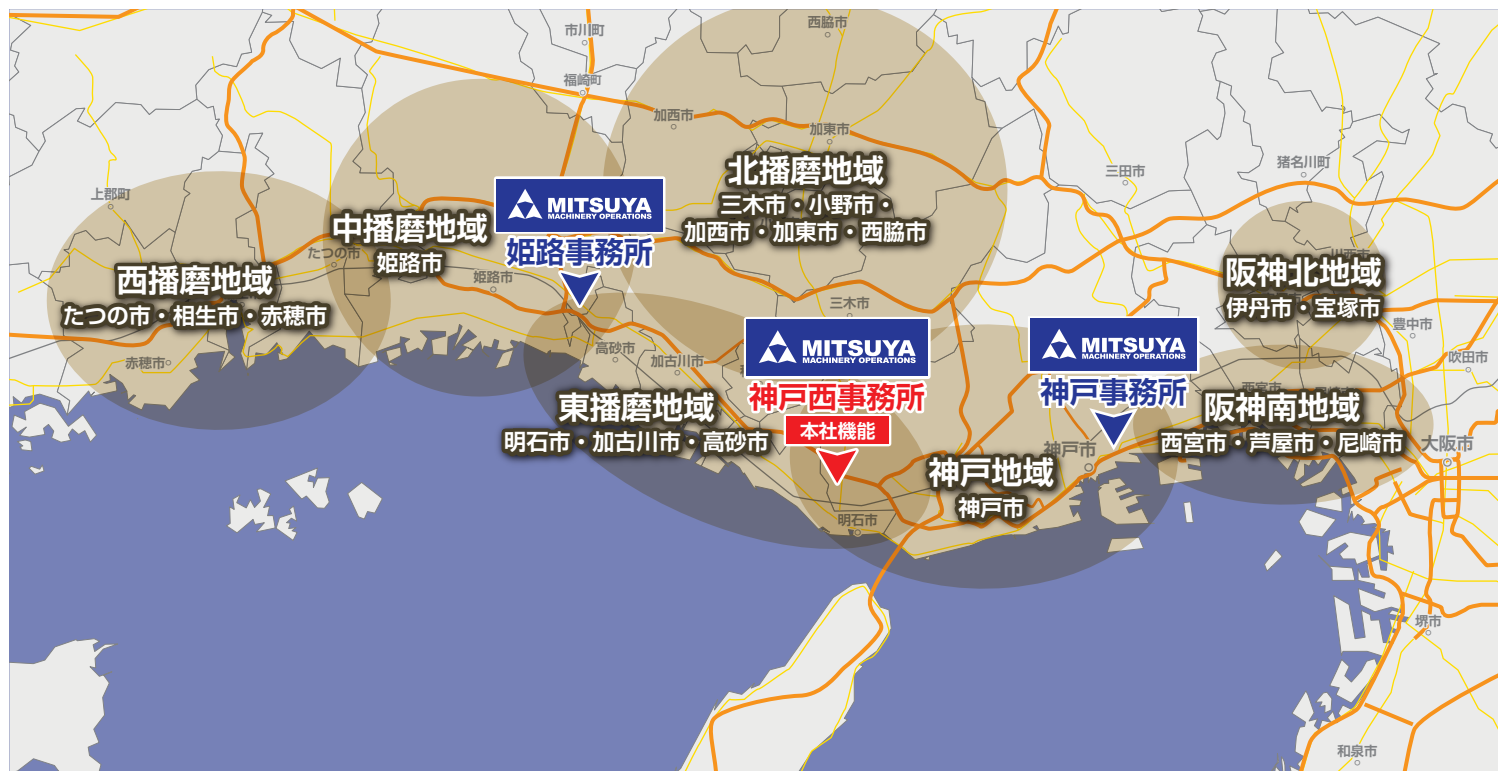 西脇市
市川町
福崎町
加西市
加東市
猪名川町
三田市
上郡町
北播磨地域
三木市・小野市・
加西市・加東市・西脇市
MITSUYA
MACHINERY OPERATIONS
姫路事務所
中播磨地域
姫路市
たつの市
姫路市
西播磨地域
たつの市・相生市・赤穂市
赤穂市
川西市
阪神北地域
伊丹市・宝塚市
三木市
豊中市
吹田市
高砂市
加古川市
MITSUYA
MACHINERY OPERATIONS
神戸西事務所
本社機能
MITSUYA
MACHINERY OPERATIONS
神戸事務所
西宮市
阪神南地域
西宮市・芦屋市・尼崎市
東播磨地域
明石市・加古川市・高砂市
神戸市
大阪市
神戸地域
神戸市
明石市
堺市
和泉市